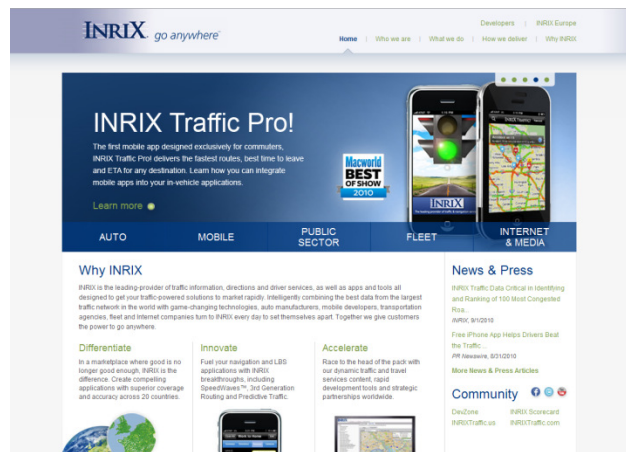 Developers | INRIX Europe
INRIX go anywhere
Home | Who we are | What we do | How we deliver | Why INRIX
INRIX Traffic Pro!
The first mobile app designed exclusively for commuters,
INRIX Traffic Pro! delivers the fastest routes, best time to leave
and ETA for any destination. Learn how you can integrate
mobile apps into your in-vehicle applications.
Learn more
Macworld
BEST
OF SHOW
2010
INRIX
AUTO
MOBILE
PUBLIC
SECTOR
FLEET
INTERNET
& MEDIA
Why INRIX
INRIX is the leading-provider of traffic information, directions and driver services, as well as apps and tools all
designed to get your traffic-powered solutions to market rapidly. Intelligently combining the best data from the largest
traffic network in the world with game-changing technologies, auto manufacturers, mobile developers, transportation
agencies, fleet and internet companies turn to INRIX every day to set themselves apart. Together we give customers
the power to go anywhere.
Differentiate
In a marketplace where good is no
longer good enough, INRIX is the
difference. Create compelling
applications with superior coverage
and accuracy across 20 countries.
Innovate
Fuel your navigation and LBS
applications with INRIX
breakthroughs, including
SpeedWaves™, 3rd Generation
Routing and Predictive Traffic.
Accelerate
Race to the head of the pack with
our dynamic traffic and travel
services content, rapid
development tools and strategic
partnerships worldwide.
News & Press
INRIX Traffic Data Critical in Identifying
and Ranking of 100 Most Congested
Roa...
INRIX, 9/1/2010
Free iPhone App Helps Drivers Beat
the Traffic...
PR Newswire, 8/31/2010
More News & Press Articles
Community
DevZone INRIX Scorecard
INRIXTraffic.us INRIXTraffic.com